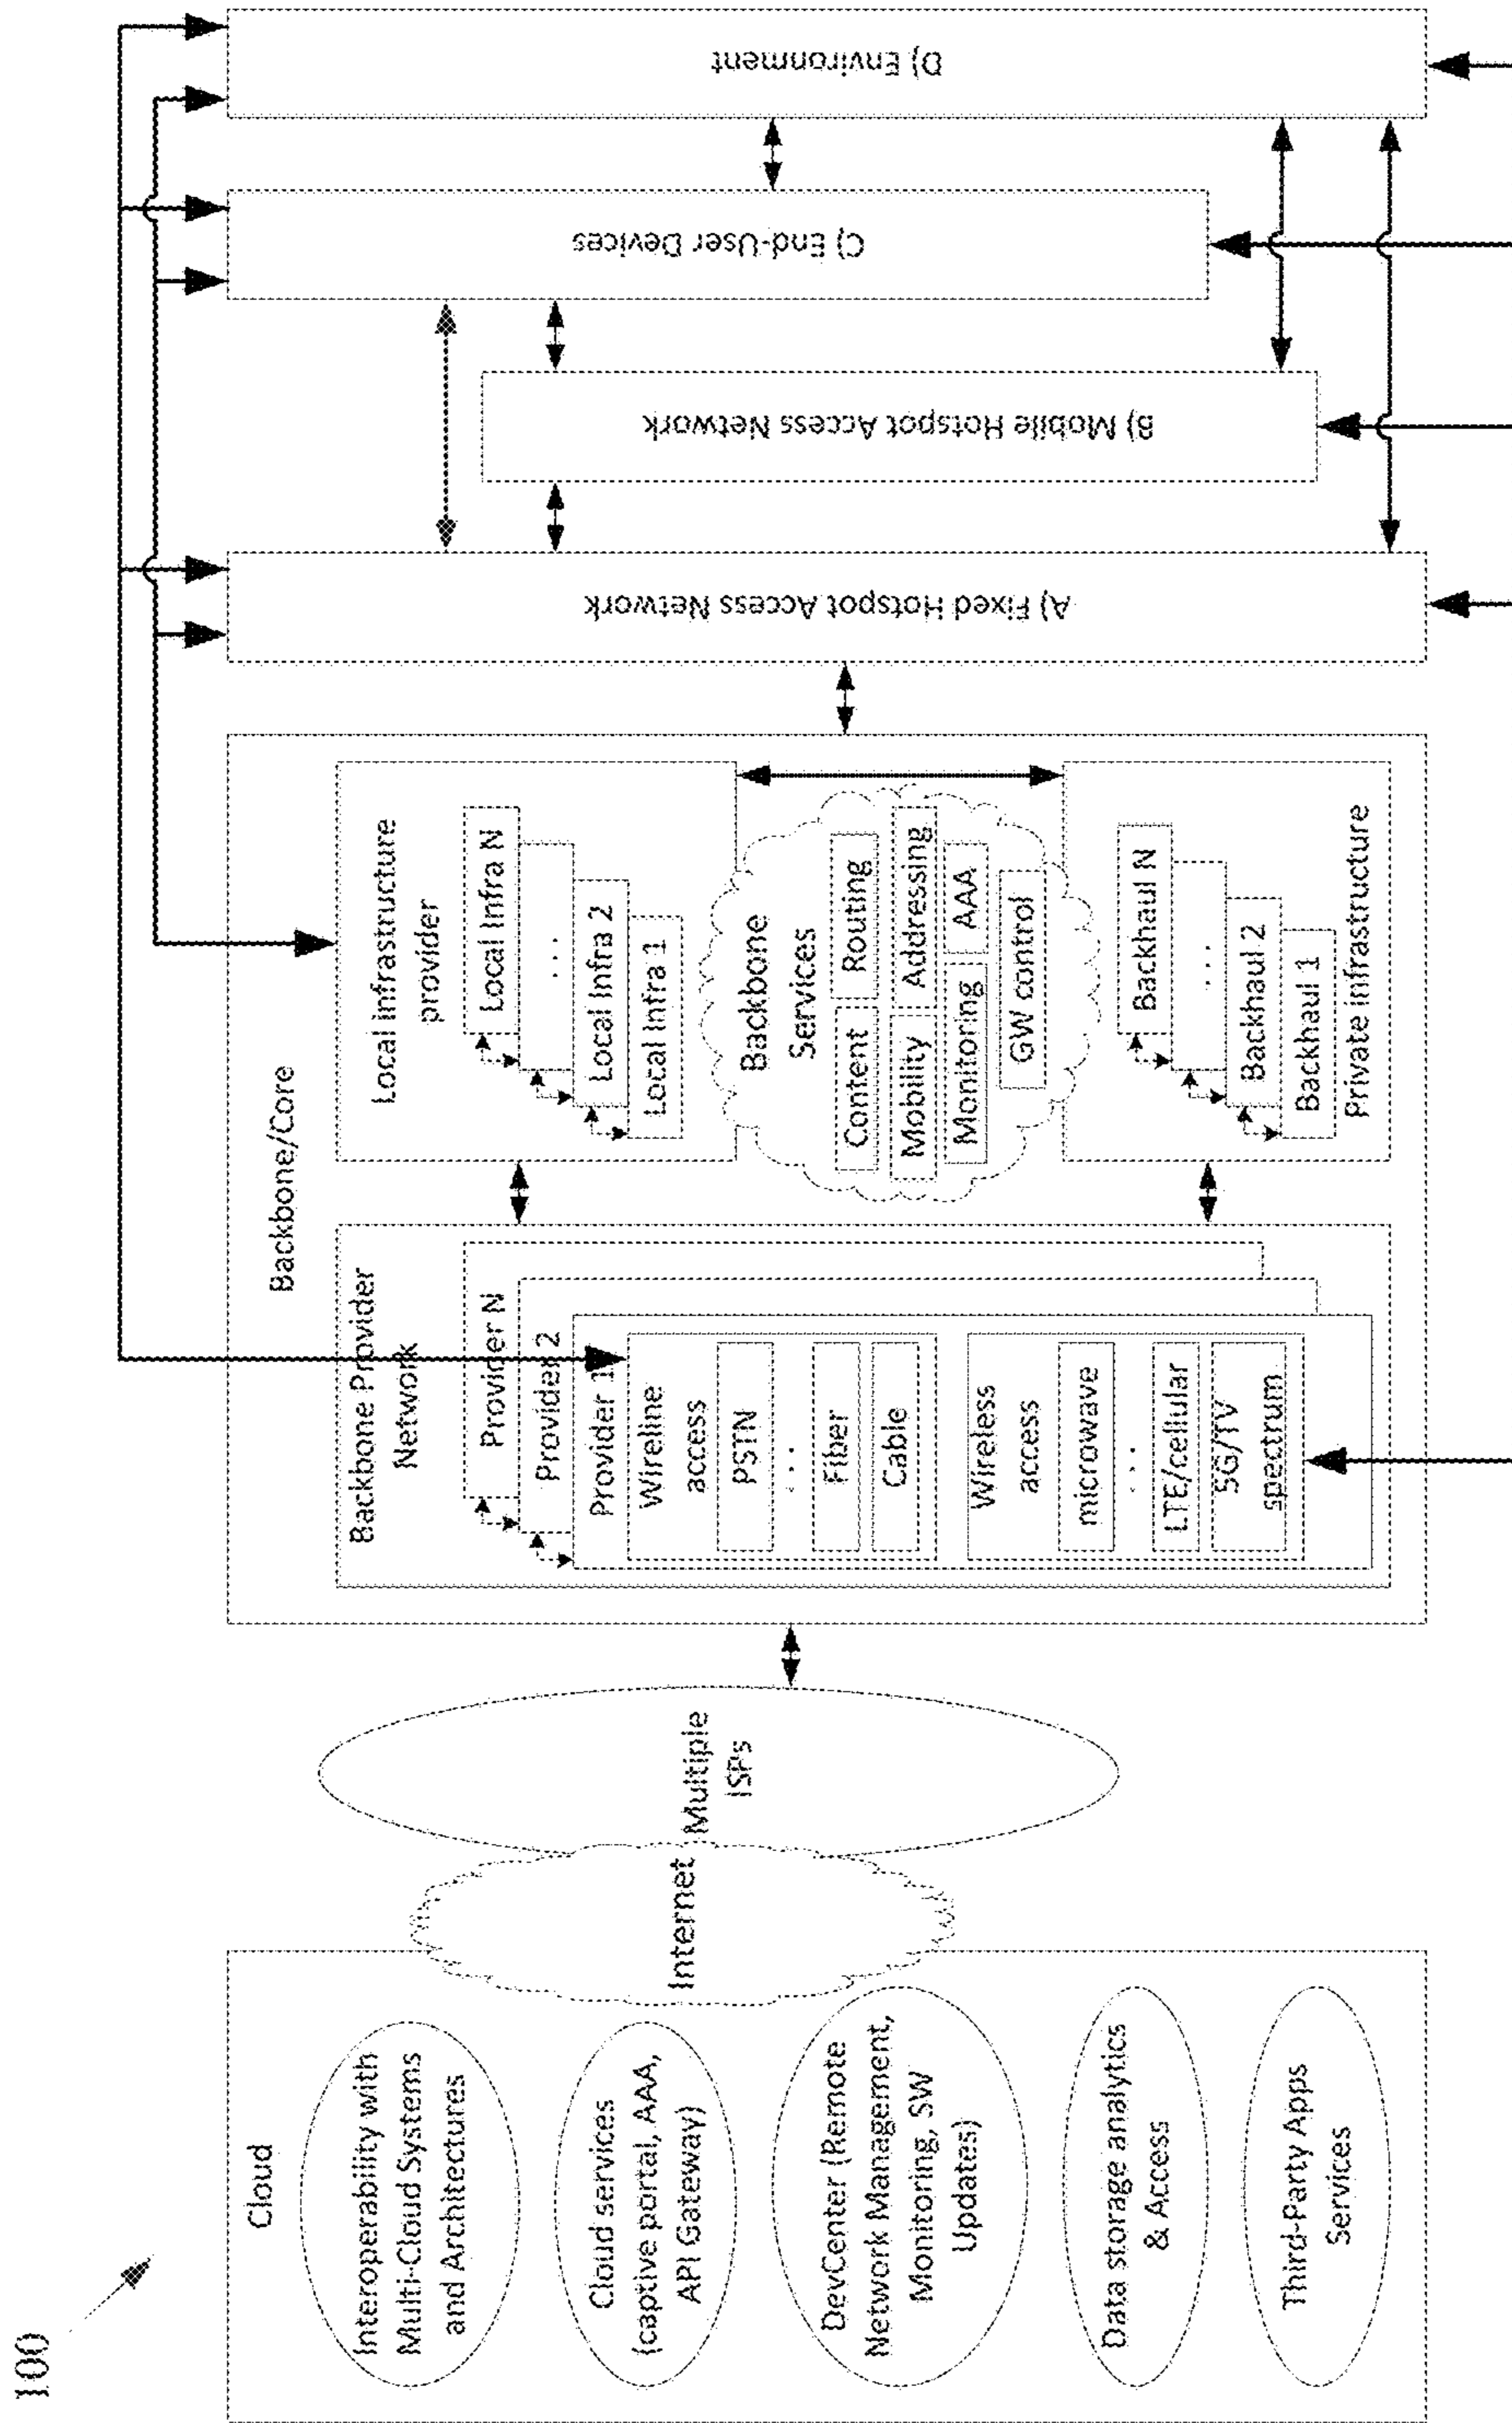 100
Cloud
Interoperability with
Multi-Cloud Systems
and Architectures
Cloud services
(captive portal, AAA,
API Gateway)
DevCenter (Remote
Network Management,
Monitoring, SW
Updates)
Data storage analytics
& Access
Third-Party Apps
Services
Internet
Multiple
ISPs
Backbone/Core
Backbone Provider
Network
Provider N
Provider 2
Provider 1
Wireline
access
PSTN
...
Fiber
Cable
Wireless
access
microwave
...
LTE/cellular
5G/TV
spectrum
Local infrastructure
provider
Local Infra N
...
Local Infra 2
Local Infra 1
Backbone
Services
Content
Routing
Mobility
Addressing
Monitoring
AAA
GW control
Backhaul N
...
Backhaul 2
Backhaul 1
Private Infrastructure
A) Fixed Hotspot Access Network
B) Mobile Hotspot Access Network
C) End-User Devices
D) Environment